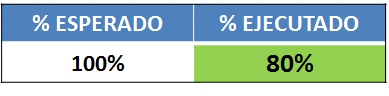 % ESPERADO % EJECUTADO
100% 80%